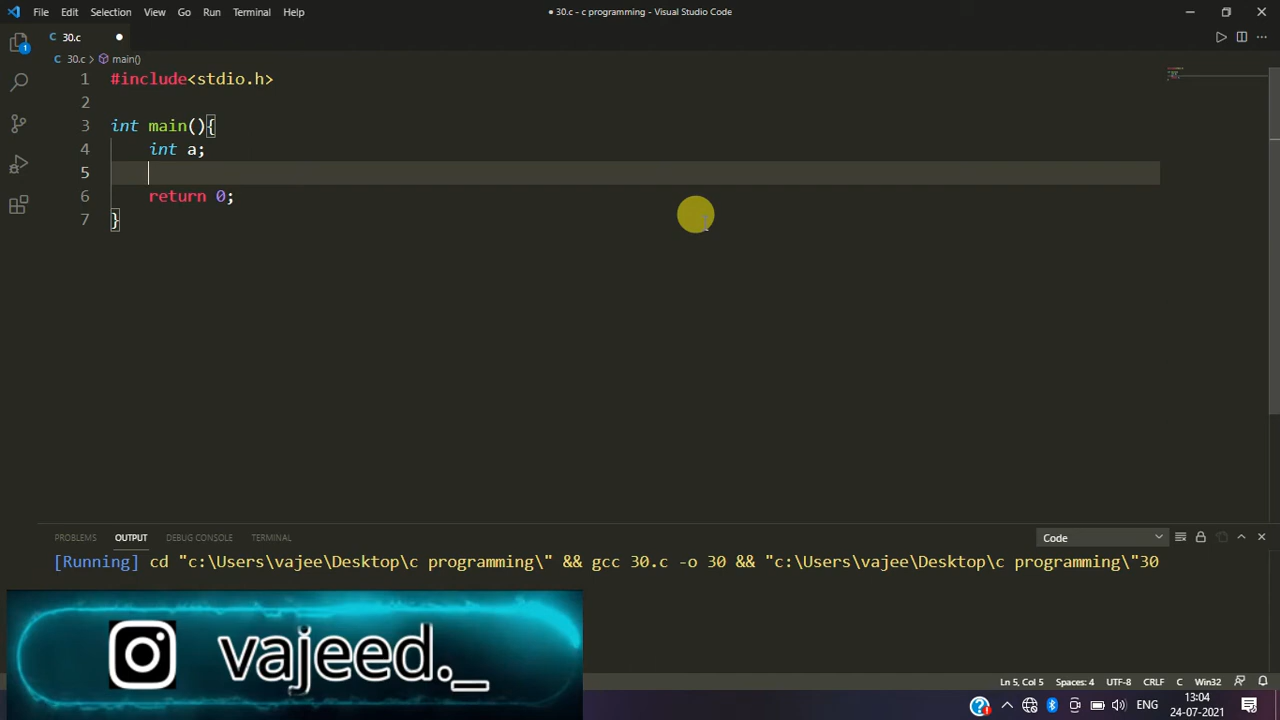 File Edit Selection View Go Run Terminal Help
● 30.c - c programming - Visual Studio Code
C 30.c ●
C 30.c > main()
1 #include<stdio.h>
2
3 int main(){
4 int a;
5
6 return 0;
7 }
PROBLEMS OUTPUT DEBUG CONSOLE TERMINAL
Code
[Running] cd "c:\Users\vajee\Desktop\c programming\" && gcc 30.c -o 30 && "c:\Users\vajee\Desktop\c programming\"30
vajeed._
Ln 5, Col 5 Spaces: 4 UTF-8 CRLF C Win32
ENG
13:04
24-07-2021